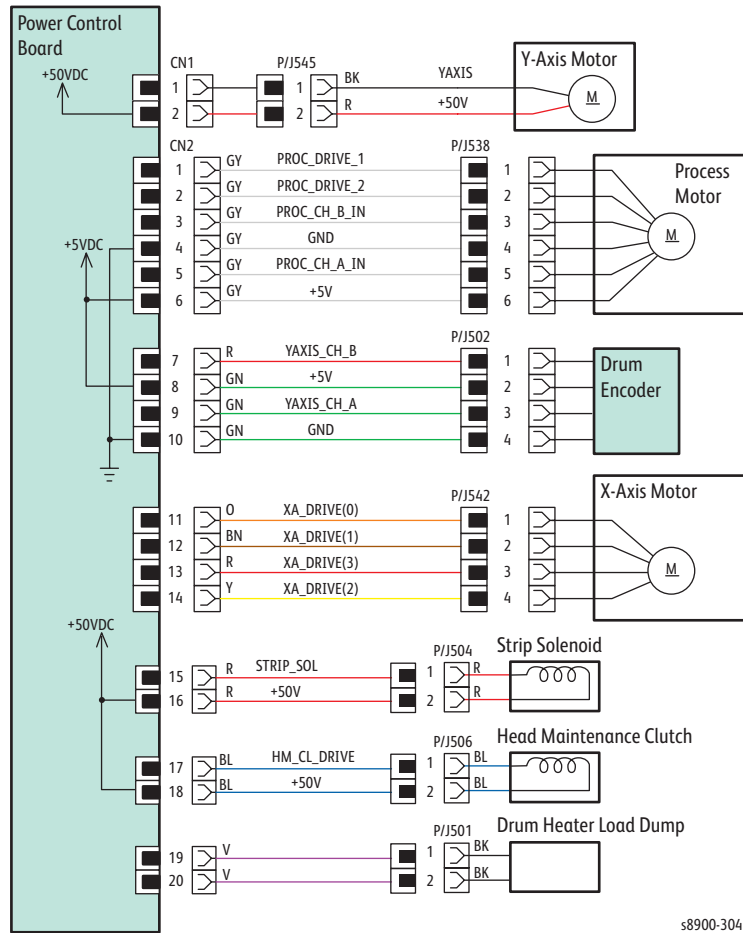 Power Control
Board
+50VDC
CN1
P/J545
Y-Axis Motor
1
1
BK
YAXIS
2
2
R
+50V
M
CN2
P/J538
Process
Motor
1
GY
PROC_DRIVE_1
1
2
GY
PROC_DRIVE_2
2
3
GY
PROC_CH_B_IN
3
+5VDC
4
GY
GND
4
M
5
GY
PROC_CH_A_IN
5
6
GY
+5V
6
P/J502
Drum
Encoder
7
R
YAXIS_CH_B
1
8
GN
+5V
2
9
GN
YAXIS_CH_A
3
10
GN
GND
4
P/J542
X-Axis Motor
11
O
XA_DRIVE(0)
1
12
BN
XA_DRIVE(1)
2
13
R
XA_DRIVE(3)
3
M
14
Y
XA_DRIVE(2)
4
+50VDC
P/J504
Strip Solenoid
15
R
STRIP_SOL
1
R
16
R
+50V
2
R
P/J506
Head Maintenance Clutch
17
BL
HM_CL_DRIVE
1
BL
18
BL
+50V
2
BL
P/J501
Drum Heater Load Dump
19
V
1
BK
20
V
2
BK
s8900-304